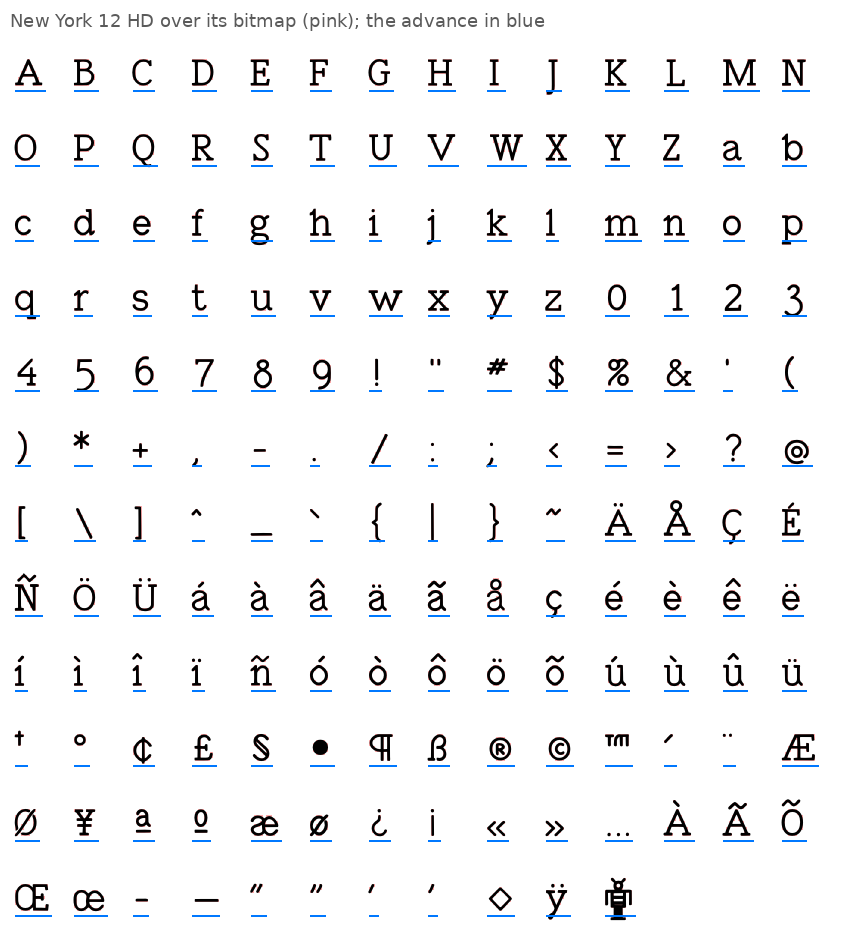 New York 12 HD over its bitmap (pink); the advance in blue
A B C D E F G H I J K L M N
O P Q R S T U V W X Y Z a b
c d e f g h i j k l m n o p
q r s t u v w x y z 0 1 2 3
4 5 6 7 8 9 ! " # $ % & ' (
) * + , - . / : ; < = > ? @
[ \ ] ^ _ ` { | } ~ Ä Å Ç É
Ñ Ö Ü á à â ä ã å ç é è ê ë
í ì î ï ñ ó ò ô ö õ ú ù û ü
† ° ¢ £ § • ¶ ß ® © ™ ´ ¨ Æ
Ø ¥ ª º æ ø ¿ ¡ « » … À Ã Õ
Œ œ – — “ ” ‘ ’ ◊ ÿ